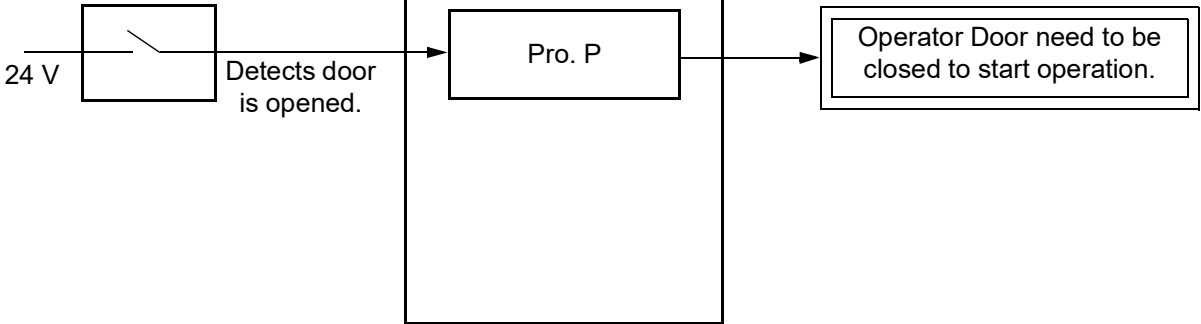 24 V
Detects door
is opened.
Pro. P
Operator Door need to be
closed to start operation.